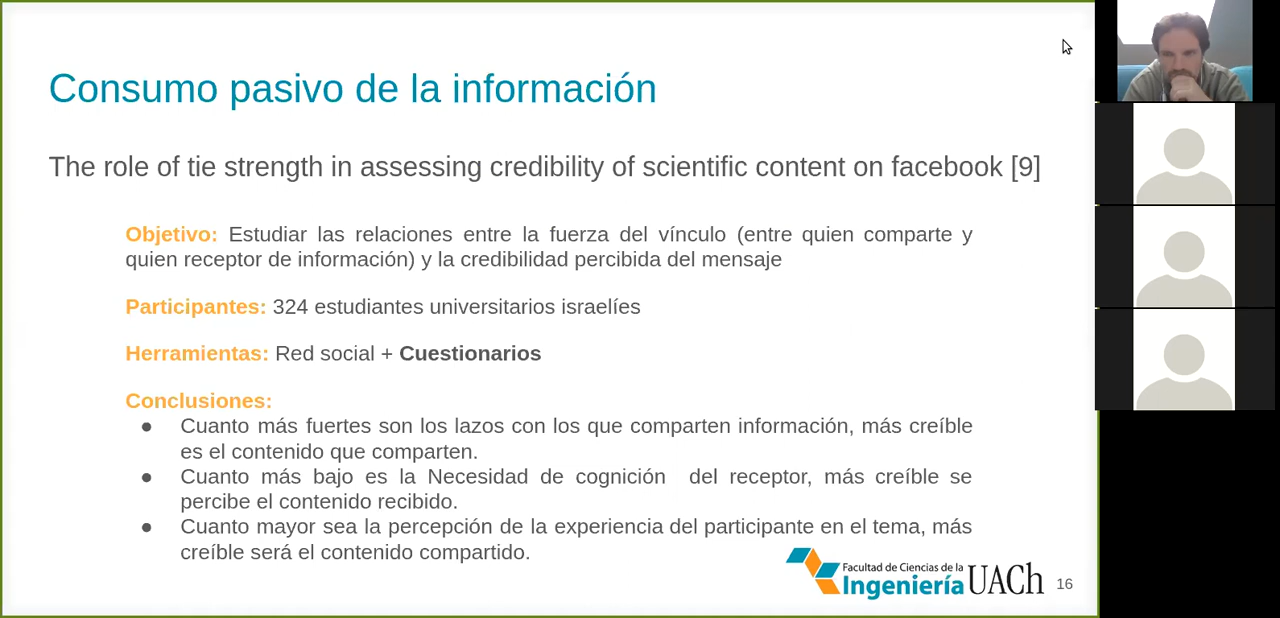 Consumo pasivo de la información
The role of tie strength in assessing credibility of scientific content on facebook [9]
Objetivo: Estudiar las relaciones entre la fuerza del vínculo (entre quien comparte y
quien receptor de información) y la credibilidad percibida del mensaje
Participantes: 324 estudiantes universitarios israelíes
Herramientas: Red social + Cuestionarios
Conclusiones:
● Cuanto más fuertes son los lazos con los que comparten información, más creíble
es el contenido que comparten.
● Cuanto más bajo es la Necesidad de cognición del receptor, más creíble se
percibe el contenido recibido.
● Cuanto mayor sea la percepción de la experiencia del participante en el tema, más
creíble será el contenido compartido.
Facultad de Ciencias de la
Ingeniería UACh
16